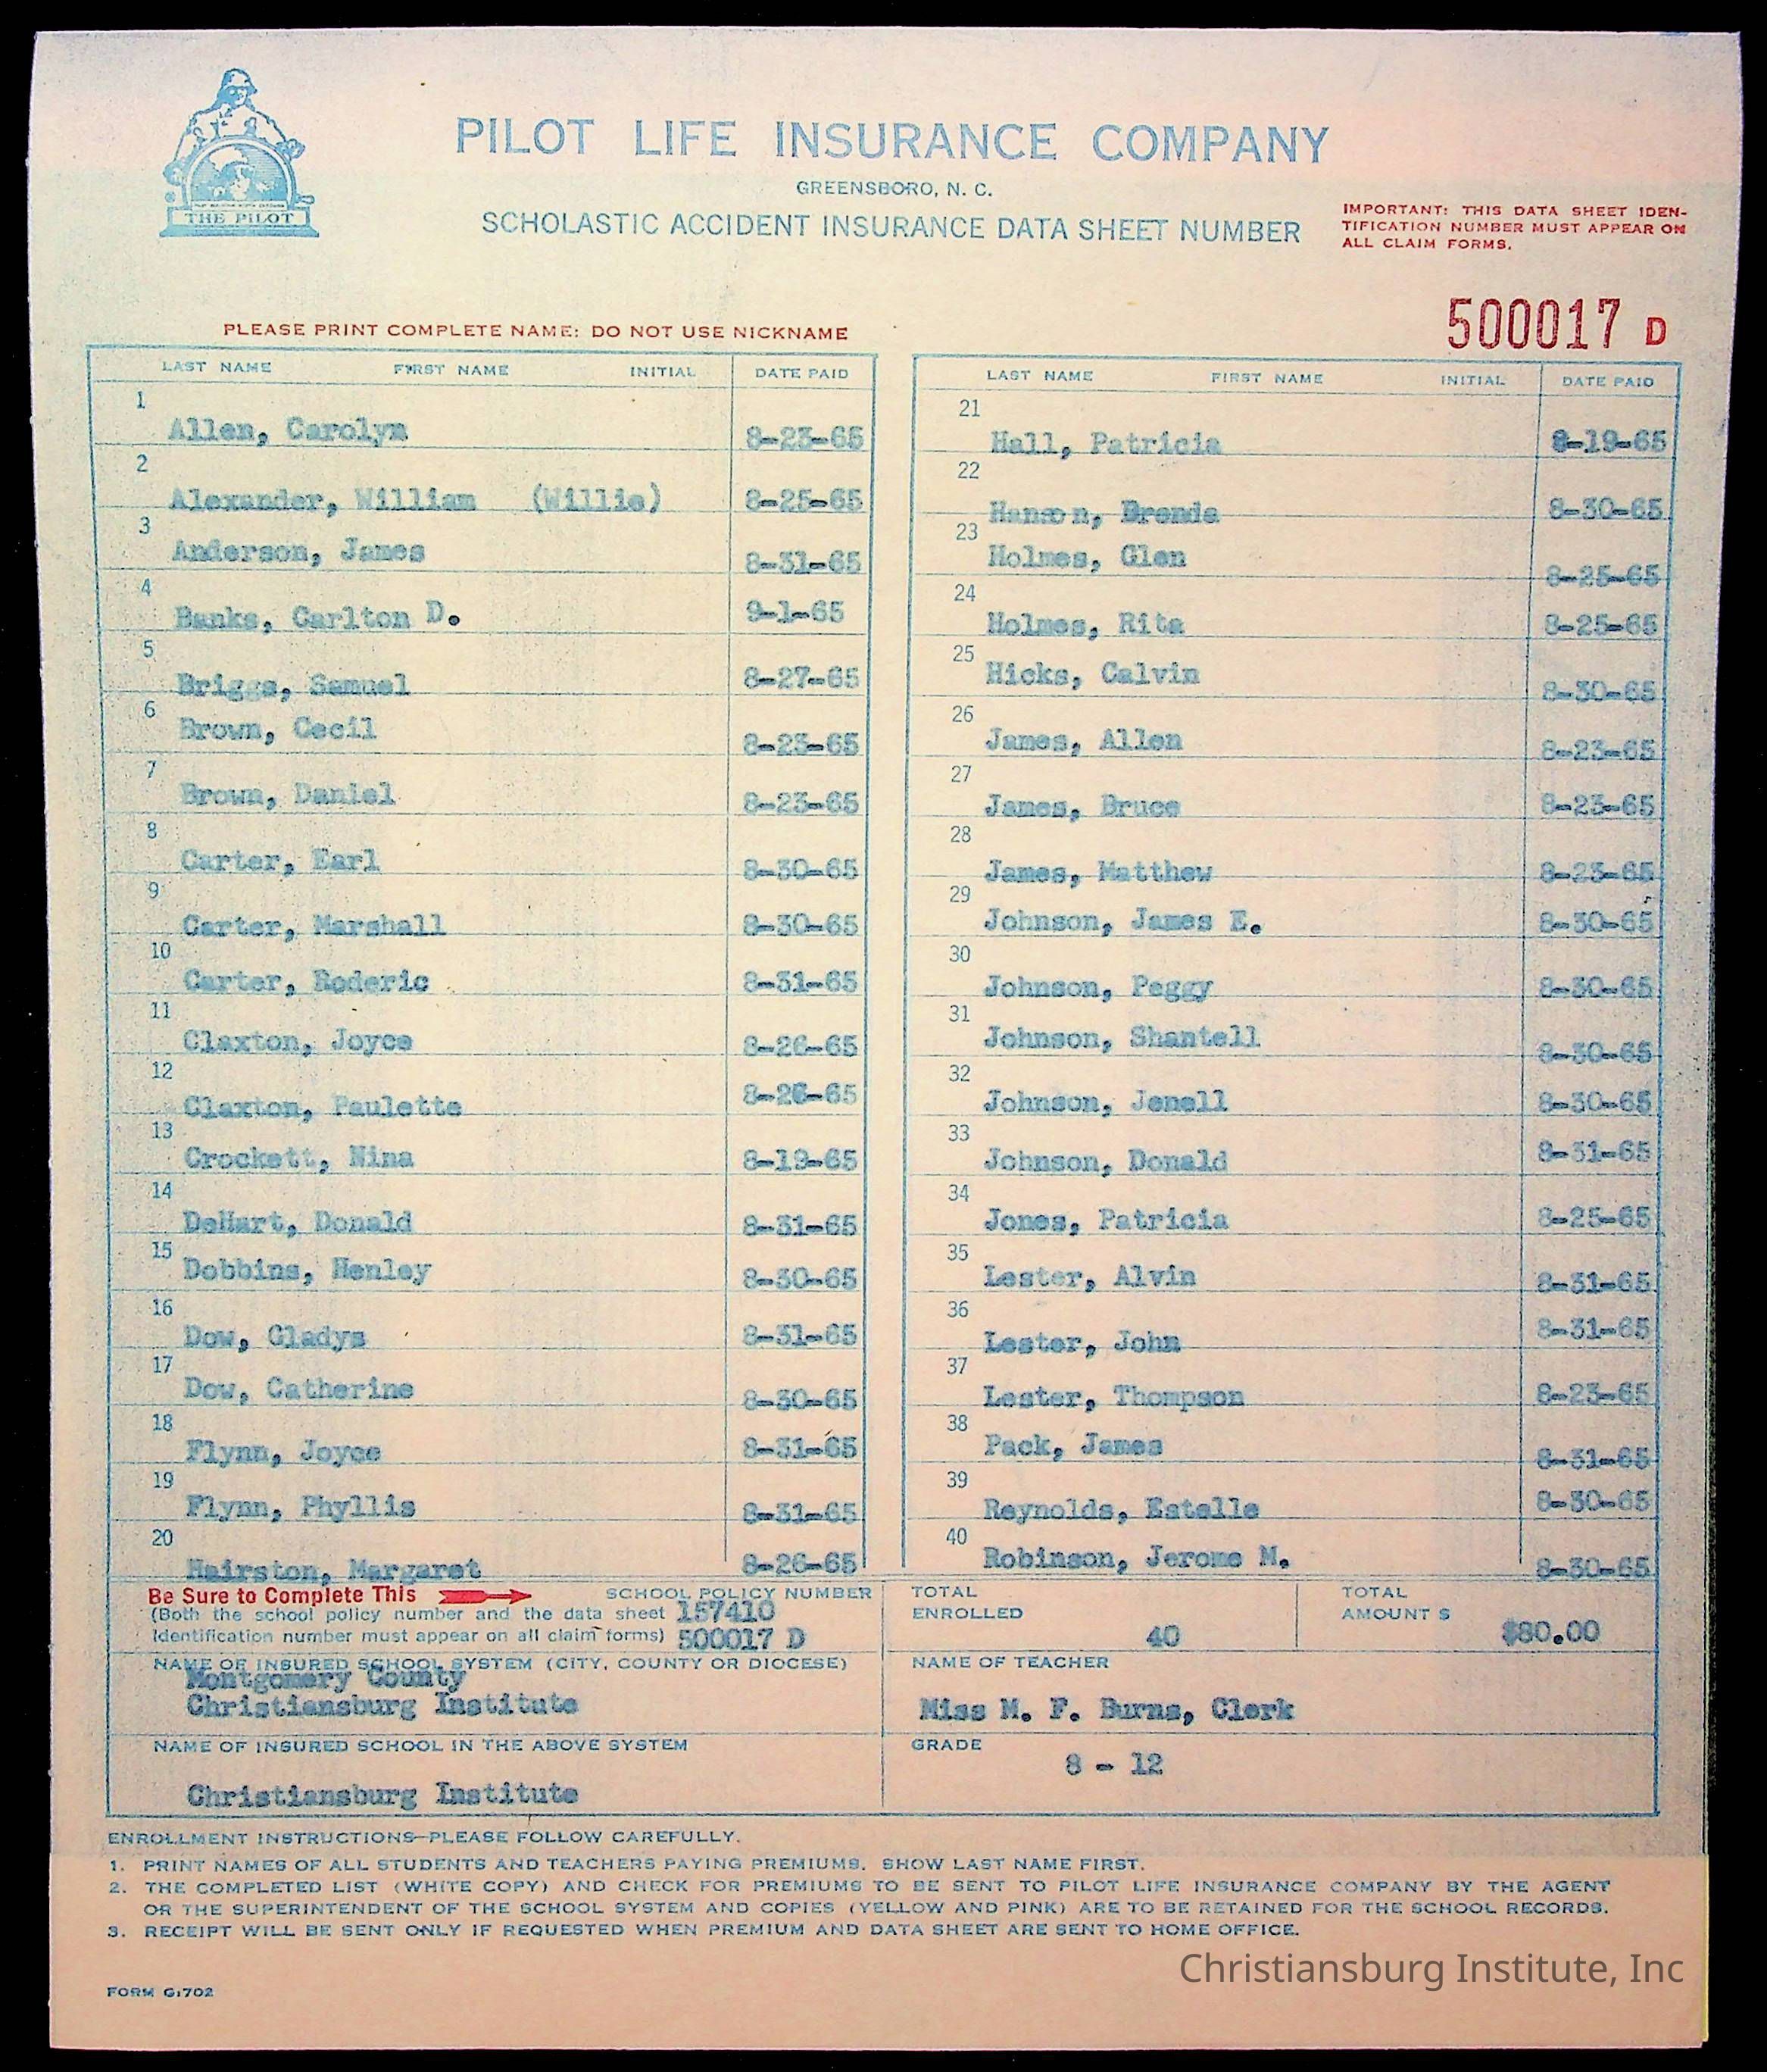 THE PILOT
PILOT LIFE INSURANCE COMPANY
GREENSBORO, N. C.
SCHOLASTIC ACCIDENT INSURANCE DATA SHEET NUMBER
IMPORTANT: THIS DATA SHEET IDEN-
TIFICATION NUMBER MUST APPEAR ON
ALL CLAIM FORMS.
500017 D
PLEASE PRINT COMPLETE NAME: DO NOT USE NICKNAME
LAST NAME FIRST NAME INITIAL DATE PAID
1 Allen, Carolyn 8-23-65
2 Alexander, William (Willie) 8-25-65
3 Anderson, James 8-31-65
4 Banks, Carlton D. 9-1-65
5 Briggs, Samuel 8-27-65
6 Brown, Cecil 8-23-65
7 Brown, Daniel 8-23-65
8 Carter, Earl 8-30-65
9 Carter, Marshall 8-30-65
10 Carter, Roderic 8-31-65
11 Claxton, Joyce 8-26-65
12 Claxton, Paulette 8-26-65
13 Crockett, Nina 8-19-65
14 DeHart, Donald 8-31-65
15 Dobbins, Henley 8-30-65
16 Dow, Gladys 8-31-65
17 Dow, Catherine 8-30-65
18 Flynn, Joyce 8-31-65
19 Flynn, Phyllis 8-31-65
20 Hairston, Margaret 8-26-65
LAST NAME FIRST NAME INITIAL DATE PAID
21 Hall, Patricia 8-19-65
22 Hanson, Brenda 8-30-65
23 Holmes, Glen 8-25-65
24 Holmes, Rita 8-25-65
25 Hicks, Calvin 8-30-65
26 James, Allen 8-23-65
27 James, Bruce 8-23-65
28 James, Matthew 8-23-65
29 Johnson, James E. 8-30-65
30 Johnson, Peggy 8-30-65
31 Johnson, Shantell 8-30-65
32 Johnson, Jenell 8-30-65
33 Johnson, Donald 8-31-65
34 Jones, Patricia 8-25-65
35 Lester, Alvin 8-31-65
36 Lester, John 8-31-65
37 Lester, Thompson 8-23-65
38 Pack, James 8-31-65
39 Reynolds, Estelle 8-30-65
40 Robinson, Jerome M. 8-30-65
Be Sure to Complete This SCHOOL POLICY NUMBER
(Both the school policy number and the data sheet 157410
Identification number must appear on all claim forms) 500017 D
TOTAL
ENROLLED 40
TOTAL
AMOUNT $ $80.00
NAME OF INSURED SCHOOL SYSTEM (CITY, COUNTY OR DIOCESE)
Montgomery County
Christiansburg Institute
NAME OF TEACHER
Miss M. F. Burns, Clerk
NAME OF INSURED SCHOOL IN THE ABOVE SYSTEM
Christiansburg Institute
GRADE
8 - 12
ENROLLMENT INSTRUCTIONS—PLEASE FOLLOW CAREFULLY.
1. PRINT NAMES OF ALL STUDENTS AND TEACHERS PAYING PREMIUMS. SHOW LAST NAME FIRST.
2. THE COMPLETED LIST (WHITE COPY) AND CHECK FOR PREMIUMS TO BE SENT TO PILOT LIFE INSURANCE COMPANY BY THE AGENT
OR THE SUPERINTENDENT OF THE SCHOOL SYSTEM AND COPIES (YELLOW AND PINK) ARE TO BE RETAINED FOR THE SCHOOL RECORDS.
3. RECEIPT WILL BE SENT ONLY IF REQUESTED WHEN PREMIUM AND DATA SHEET ARE SENT TO HOME OFFICE.
Christiansburg Institute, Inc
FORM G:702